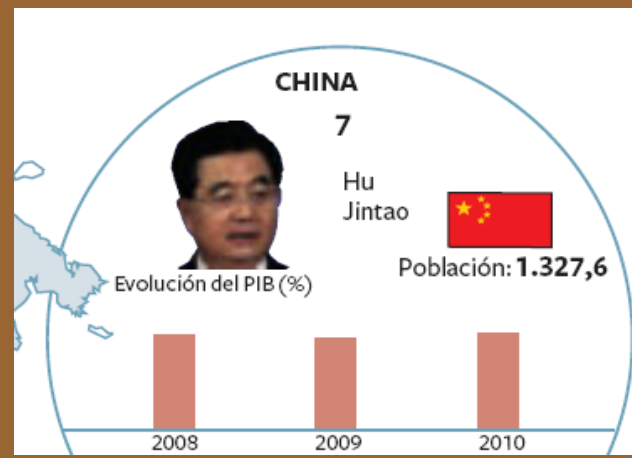 CHINA
7
Hu
Jintao
Población: 1.327,6
Evolución del PIB (%)
2008 2009 2010